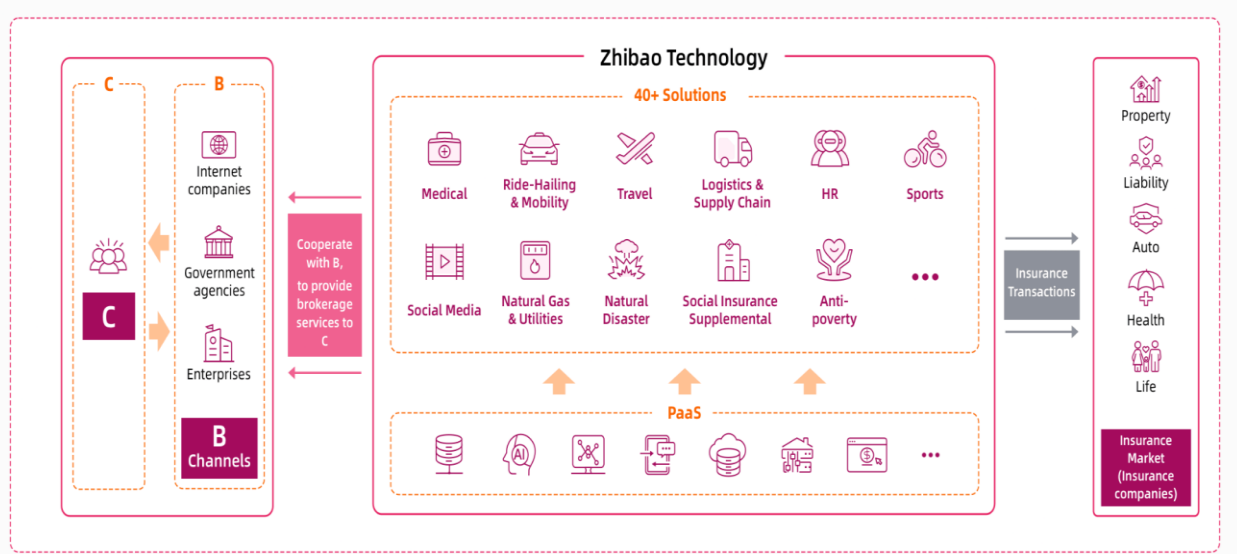 Zhibao Technology
C
B
Internet
companies
Government
agencies
Enterprises
C
B
Channels
Cooperate
with B,
to provide
brokerage
services to
C
40+ Solutions
Medical
Ride-Hailing
& Mobility
Travel
Logistics &
Supply Chain
HR
Sports
Social Media
Natural Gas
& Utilities
Natural
Disaster
Social Insurance
Supplemental
Anti-
poverty
•••
PaaS
AI
•••
Insurance
Transactions
Property
Liability
Auto
Health
Life
Insurance
Market
(Insurance
companies)